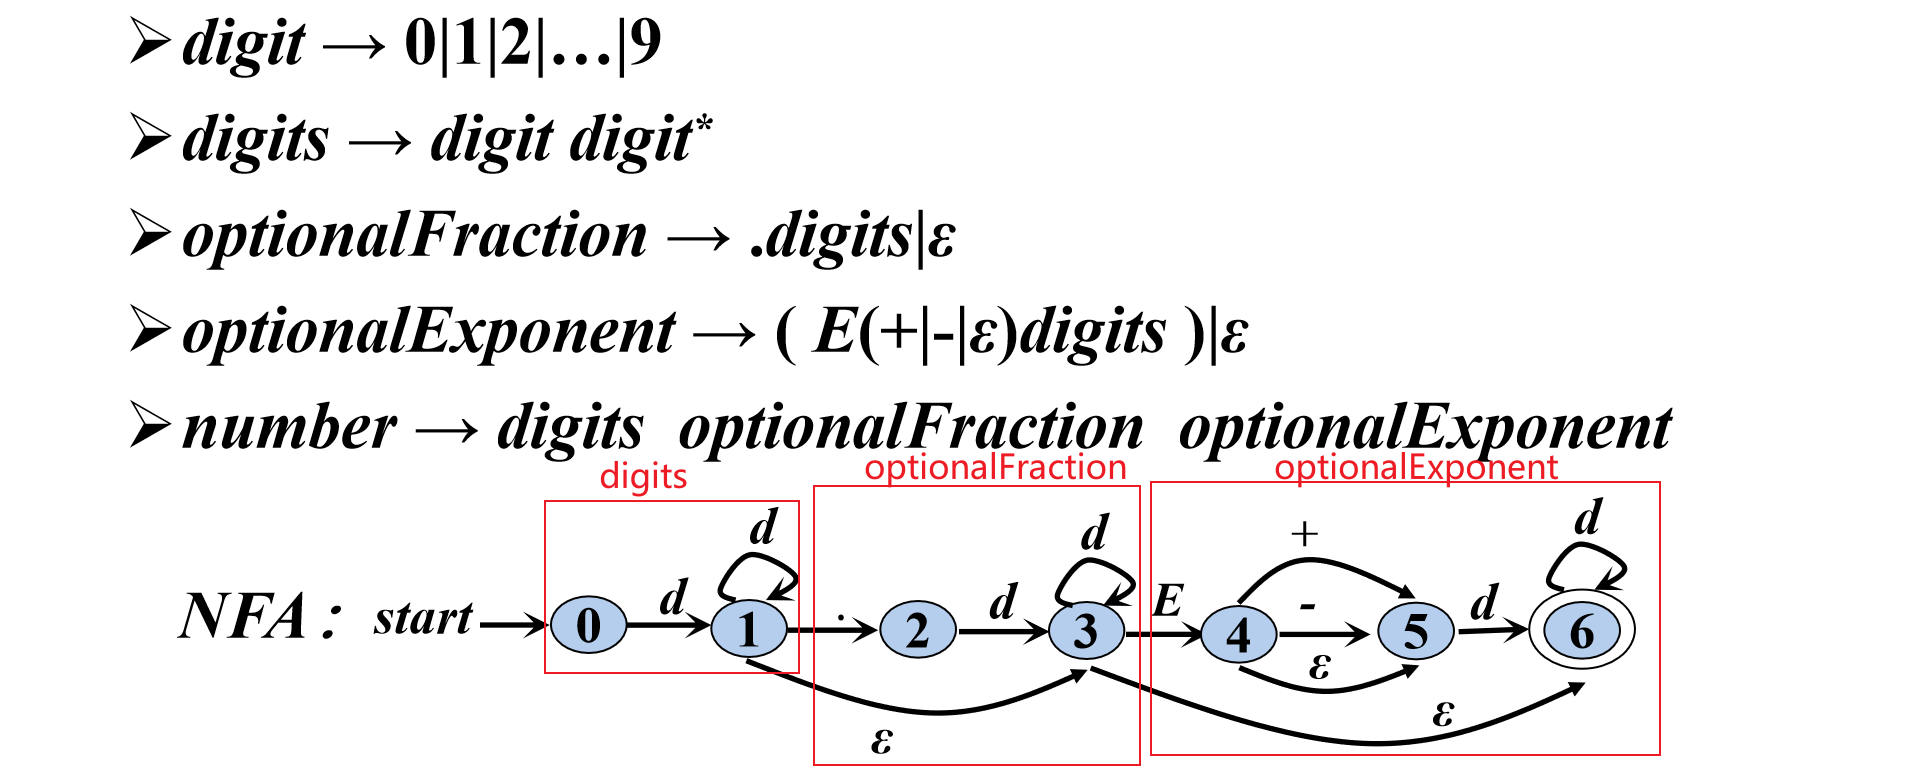 ➢digit → 0|1|2|…|9
➢digits → digit digit*
➢optionalFraction → .digits|ε
➢optionalExponent → ( E(+|-|ε)digits )|ε
➢number → digits optionalFraction optionalExponent
digits optionalFraction optionalExponent
d d + d
NFA： start 0 d 1 . 2 d 3 E 4 - 5 d 6
ε
ε ε